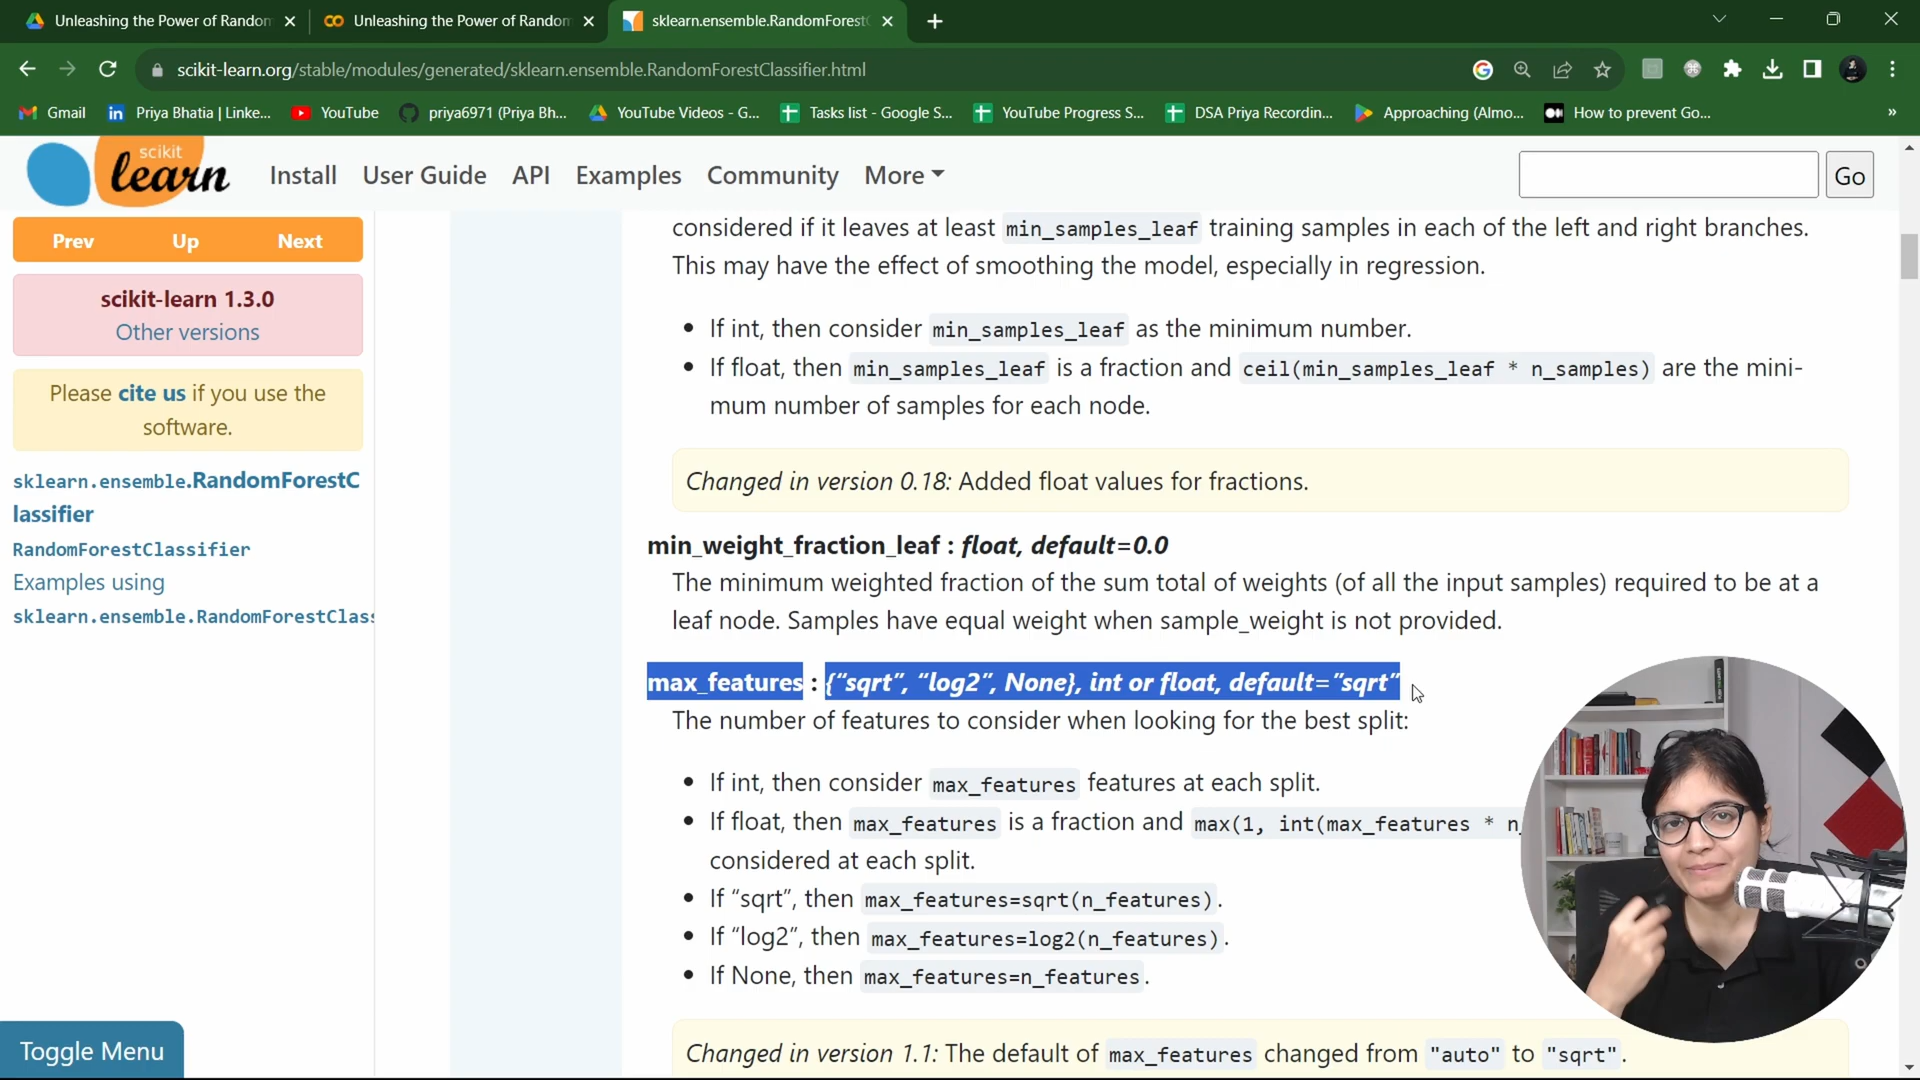 Unleashing the Power of Random
Unleashing the Power of Random
sklearn.ensemble.RandomForestC
scikit-learn.org/stable/modules/generated/sklearn.ensemble.RandomForestClassifier.html
Gmail
Priya Bhatia | Linke...
YouTube
priya6971 (Priya Bh...
YouTube Videos - G...
Tasks list - Google S...
YouTube Progress S...
DSA Priya Recordin...
Approaching (Almo...
How to prevent Go...
scikit
learn
Install
User Guide
API
Examples
Community
More
Go
Prev
Up
Next
scikit-learn 1.3.0
Other versions
Please cite us if you use the
software.
sklearn.ensemble.RandomForestC
lassifier
RandomForestClassifier
Examples using
sklearn.ensemble.RandomForestClass
Toggle Menu
considered if it leaves at least min_samples_leaf training samples in each of the left and right branches.
This may have the effect of smoothing the model, especially in regression.
• If int, then consider min_samples_leaf as the minimum number.
• If float, then min_samples_leaf is a fraction and ceil(min_samples_leaf * n_samples) are the mini-
mum number of samples for each node.
Changed in version 0.18: Added float values for fractions.
min_weight_fraction_leaf : float, default=0.0
The minimum weighted fraction of the sum total of weights (of all the input samples) required to be at a
leaf node. Samples have equal weight when sample_weight is not provided.
max_features : {“sqrt”, “log2”, None}, int or float, default=”sqrt”
The number of features to consider when looking for the best split:
• If int, then consider max_features features at each split.
• If float, then max_features is a fraction and max(1, int(max_features * n_
considered at each split.
• If “sqrt”, then max_features=sqrt(n_features).
• If “log2”, then max_features=log2(n_features).
• If None, then max_features=n_features.
Changed in version 1.1: The default of max_features changed from "auto" to "sqrt".